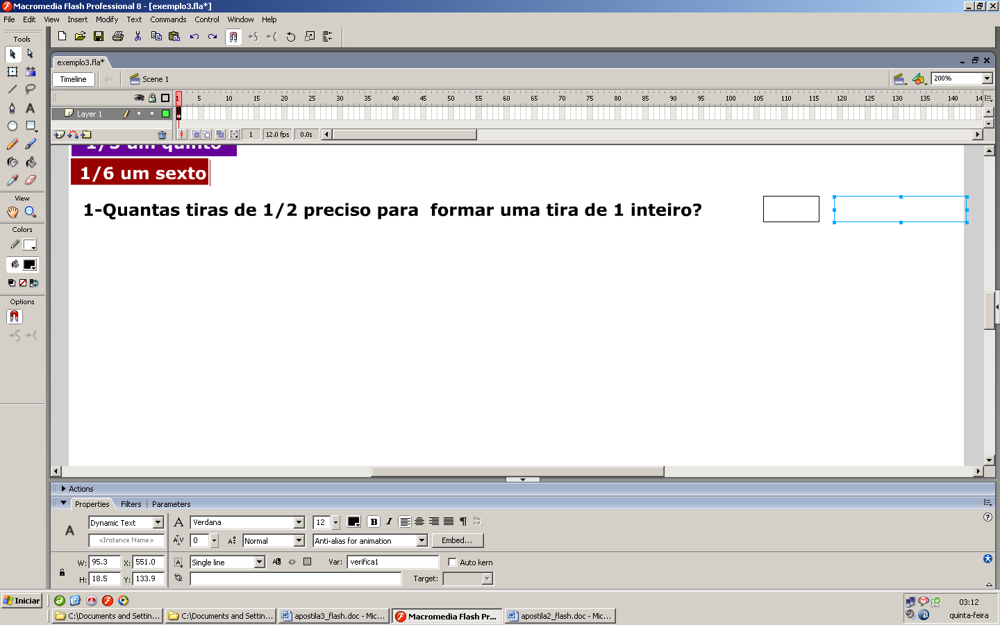 Macromedia Flash Professional 8 - [exemplo3.fla*]
File Edit View Insert Modify Text Commands Control Window Help
Tools
exemplo3.fla*
Timeline Scene 1 200%
1 5 10 15 20 25 30 35 40 45 50 55 60 65 70 75 80 85 90 95 100 105 110 115 120 125 130 135 140 14
Layer 1
1 12.0 fps 0.0s
1/5 um quinto
1/6 um sexto
1-Quantas tiras de 1/2 preciso para  formar uma tira de 1 inteiro?
View
Colors
Options
Actions
Properties Filters Parameters
Dynamic Text A Verdana 12 B I
<Instance Name> A/V 0 Normal Anti-alias for animation Embed...
W: 95.3 X: 551.0 Single line Var: verifica1 Auto kern
H: 18.5 Y: 133.9 Target:
Iniciar
03:12
C:\Documents and Settin... C:\Documents and Settin... apostila3_flash.doc - Mic... Macromedia Flash Pr... apostila2_flash.doc - Mic...
quinta-feira